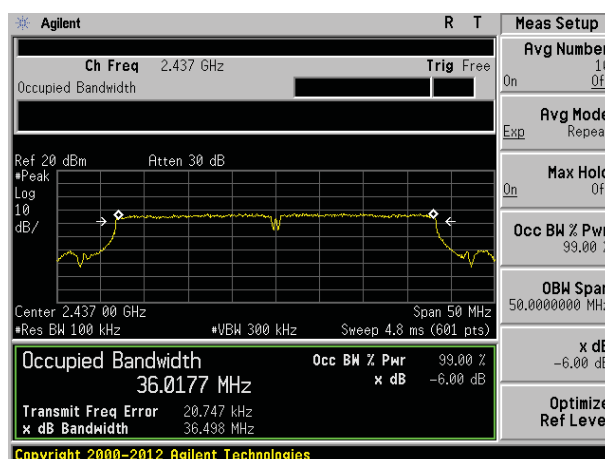 Agilent R T Meas Setup
Ch Freq 2.437 GHz Trig Free
Occupied Bandwidth
Avg Number
On
Avg Mode
Exp Repea
Max Hold
On Of
Occ BW % Pwr
99.00 %
OBW Span
50.0000000 MHz
x dB
-6.00 dB
Optimize
Ref Leve
Ref 20 dBm Atten 30 dB
#Peak
Log
10
dB/
Center 2.437 00 GHz Span 50 MHz
#Res BW 100 kHz #VBW 300 kHz Sweep 4.8 ms (601 pts)
Occupied Bandwidth Occ BW % Pwr 99.00 %
36.0177 MHz x dB -6.00 dB
Transmit Freq Error 20.747 kHz
x dB Bandwidth 36.498 MHz
Copyright 2000-2012 Agilent Technologies